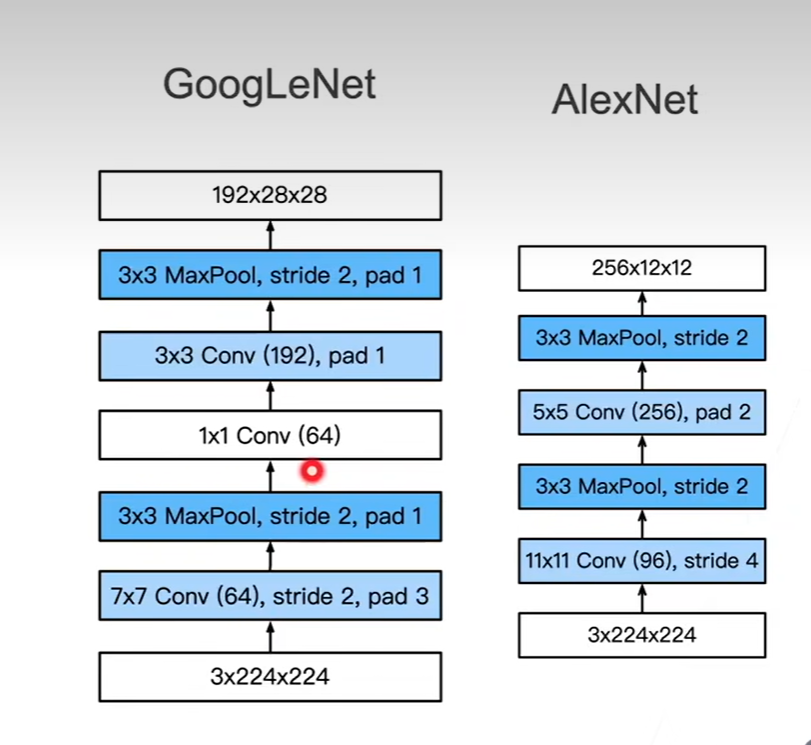 GoogLeNet
192x28x28
3x3 MaxPool, stride 2, pad 1
3x3 Conv (192), pad 1
1x1 Conv (64)
3x3 MaxPool, stride 2, pad 1
7x7 Conv (64), stride 2, pad 3
3x224x224
AlexNet
256x12x12
3x3 MaxPool, stride 2
5x5 Conv (256), pad 2
3x3 MaxPool, stride 2
11x11 Conv (96), stride 4
3x224x224